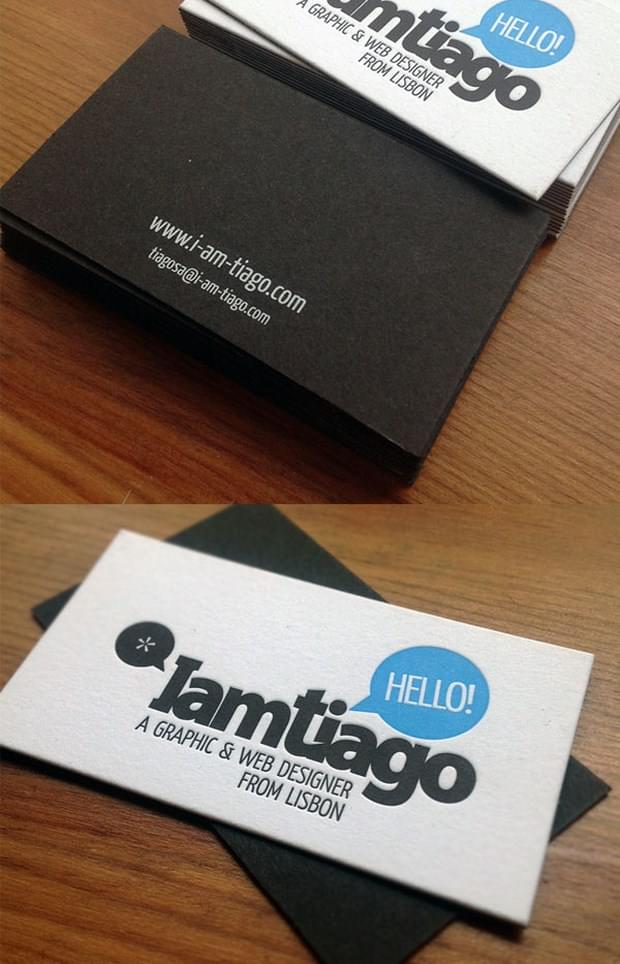 Iamtiago
HELLO!
A GRAPHIC & WEB DESIGNER
FROM LISBON
www.i-am-tiago.com
tiagosa@i-am-tiago.com
*
HELLO!
Iamtiago
A GRAPHIC & WEB DESIGNER
FROM LISBON